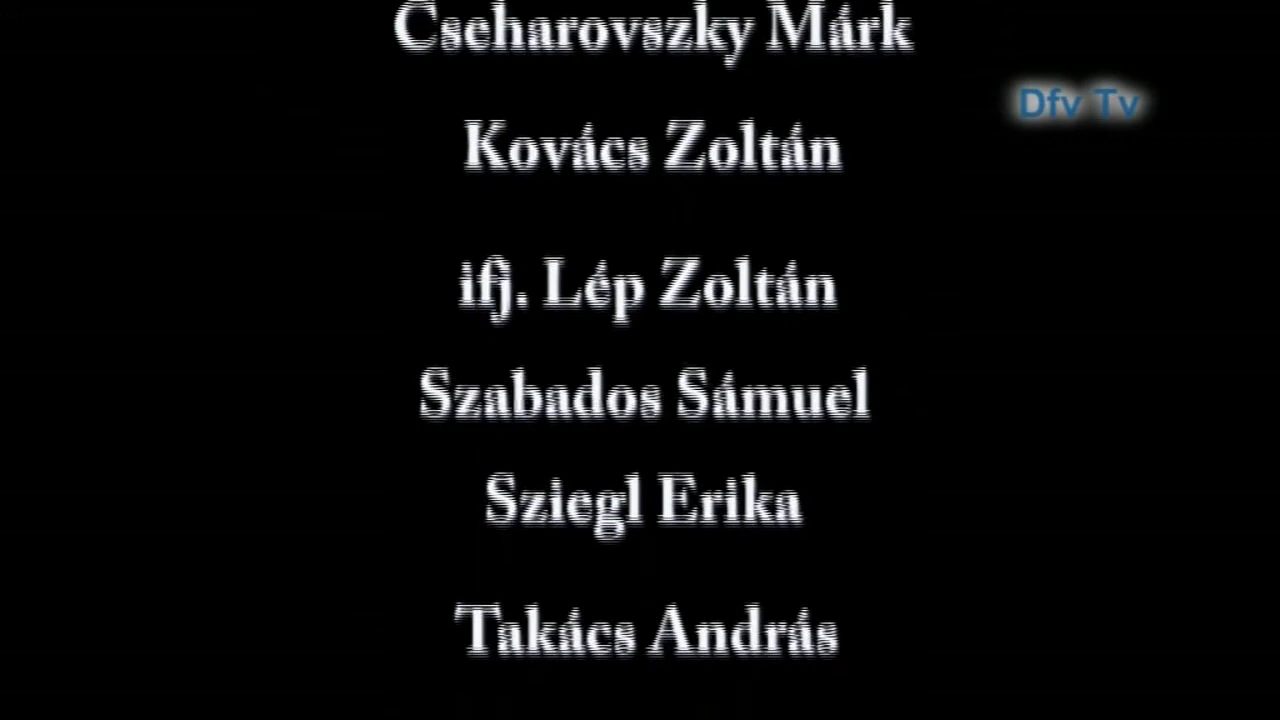 Cseharovszky Márk
Dfv Tv
Kovács Zoltán
ifj. Lép Zoltán
Szabados Sámuel
Sziegl Erika
Takács András